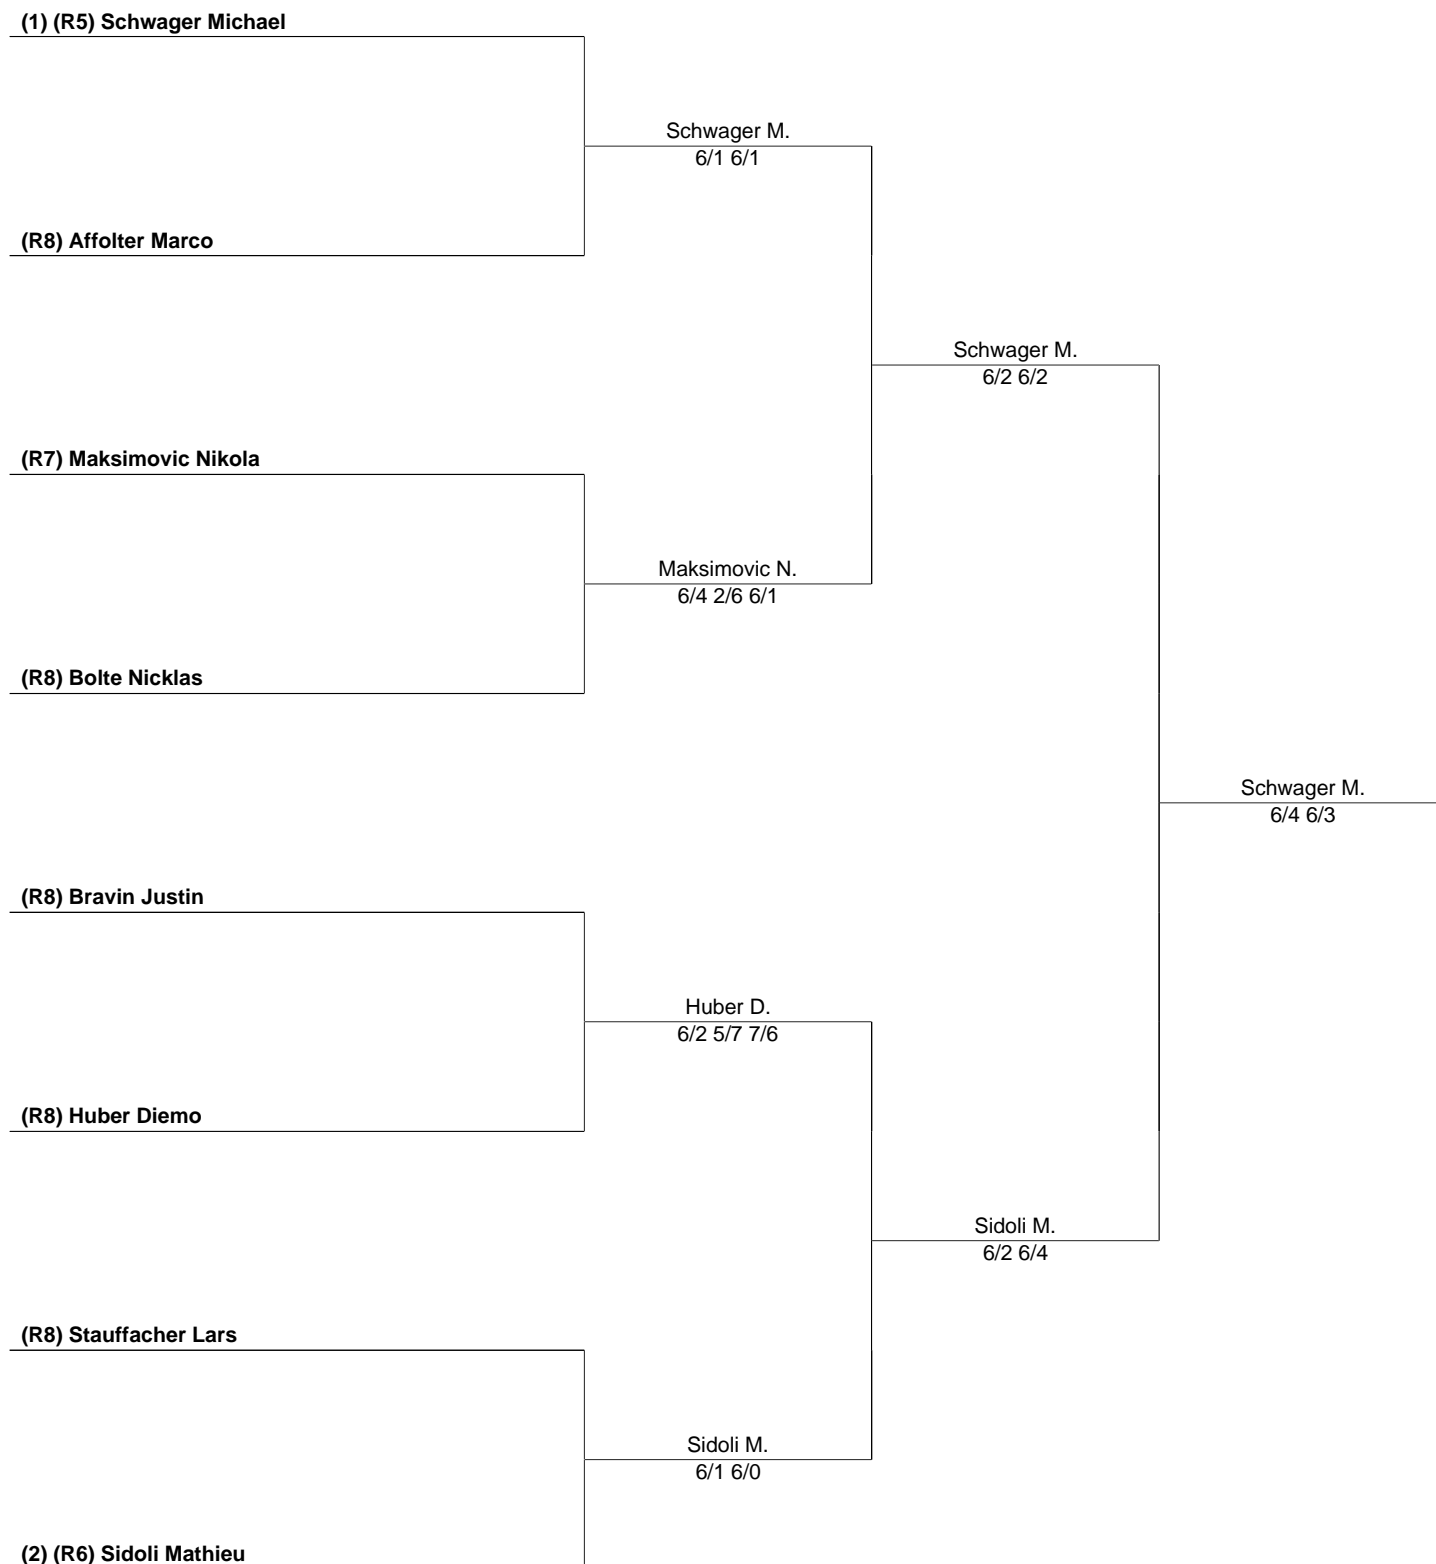 (1) (R5) Schwager Michael
Schwager M.
6/1 6/1
(R8) Affolter Marco
Schwager M.
6/2 6/2
(R7) Maksimovic Nikola
Maksimovic N.
6/4 2/6 6/1
(R8) Bolte Nicklas
Schwager M.
6/4 6/3
(R8) Bravin Justin
Huber D.
6/2 5/7 7/6
(R8) Huber Diemo
Sidoli M.
6/2 6/4
(R8) Stauffacher Lars
Sidoli M.
6/1 6/0
(2) (R6) Sidoli Mathieu